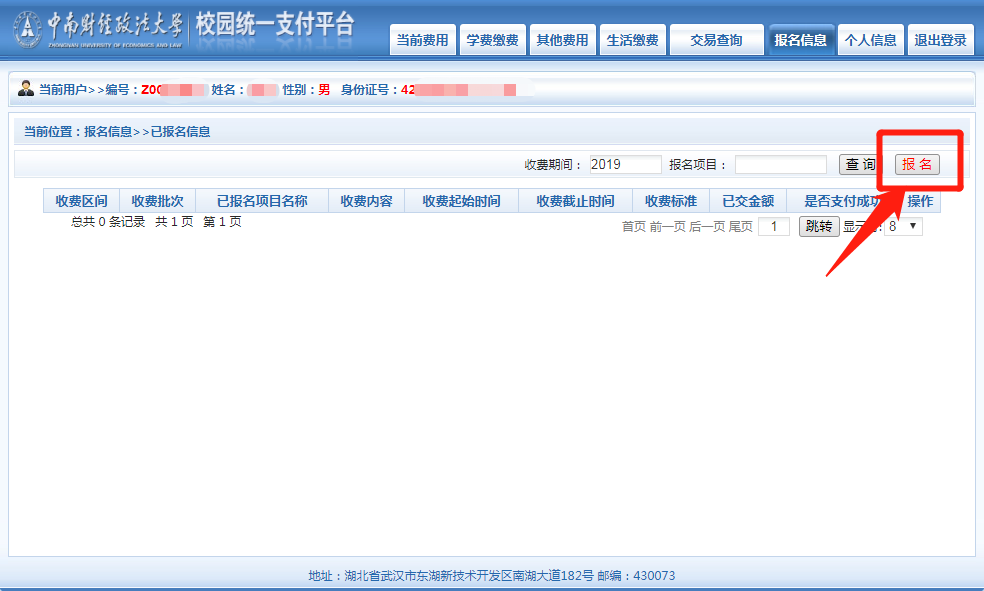 中南财经政法大学 校园统一支付平台
ZHONGNAN UNIVERSITY OF ECONOMICS AND LAW
当前费用 学费缴费 其他费用 生活缴费 交易查询 报名信息 个人信息 退出登录
当前用户>>编号：Z00 姓名： 性别：男 身份证号：42
当前位置：报名信息>>已报名信息
收费期间： 2019 报名项目： 查 询 报 名
收费区间 收费批次 已报名项目名称 收费内容 收费起始时间 收费截止时间 收费标准 已交金额 是否支付成功 操作
总共 0 条记录 共 1 页 第 1 页
首页 前一页 后一页 尾页 1 跳转 显示 : 8
地址：湖北省武汉市东湖新技术开发区南湖大道182号 邮编：430073